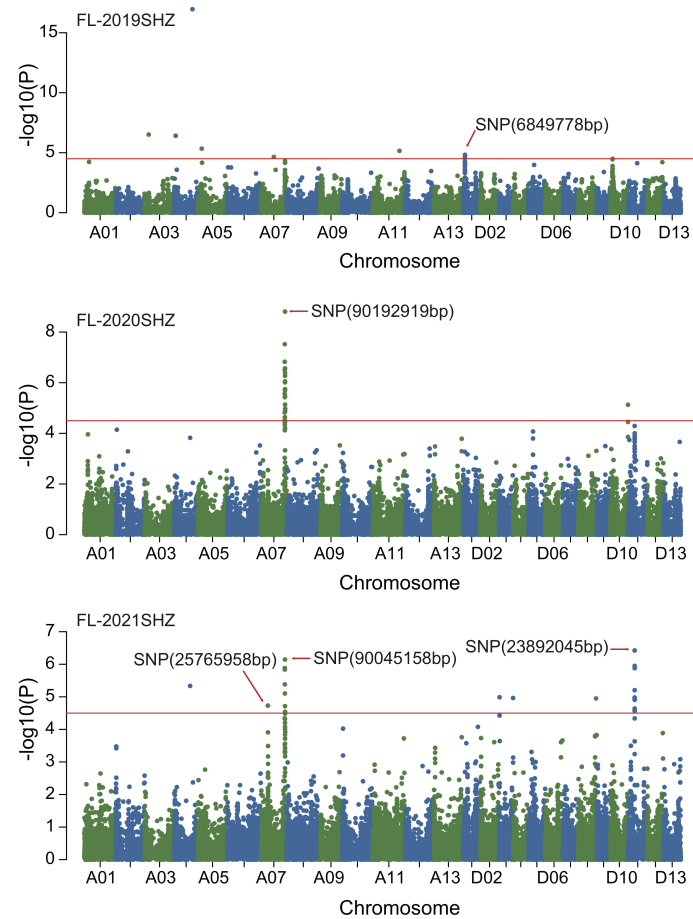 FL-2019SHZ
15
10
5
0
-log10(P)
SNP(6849778bp)
A01 A03 A05 A07 A09 A11 A13 D02 D06 D10 D13
Chromosome
FL-2020SHZ
SNP(90192919bp)
8
6
4
2
0
-log10(P)
A01 A03 A05 A07 A09 A11 A13 D02 D06 D10 D13
Chromosome
FL-2021SHZ
7
6
5
4
3
2
1
0
-log10(P)
SNP(25765958bp)
SNP(90045158bp)
SNP(23892045bp)
A01 A03 A05 A07 A09 A11 A13 D02 D06 D10 D13
Chromosome